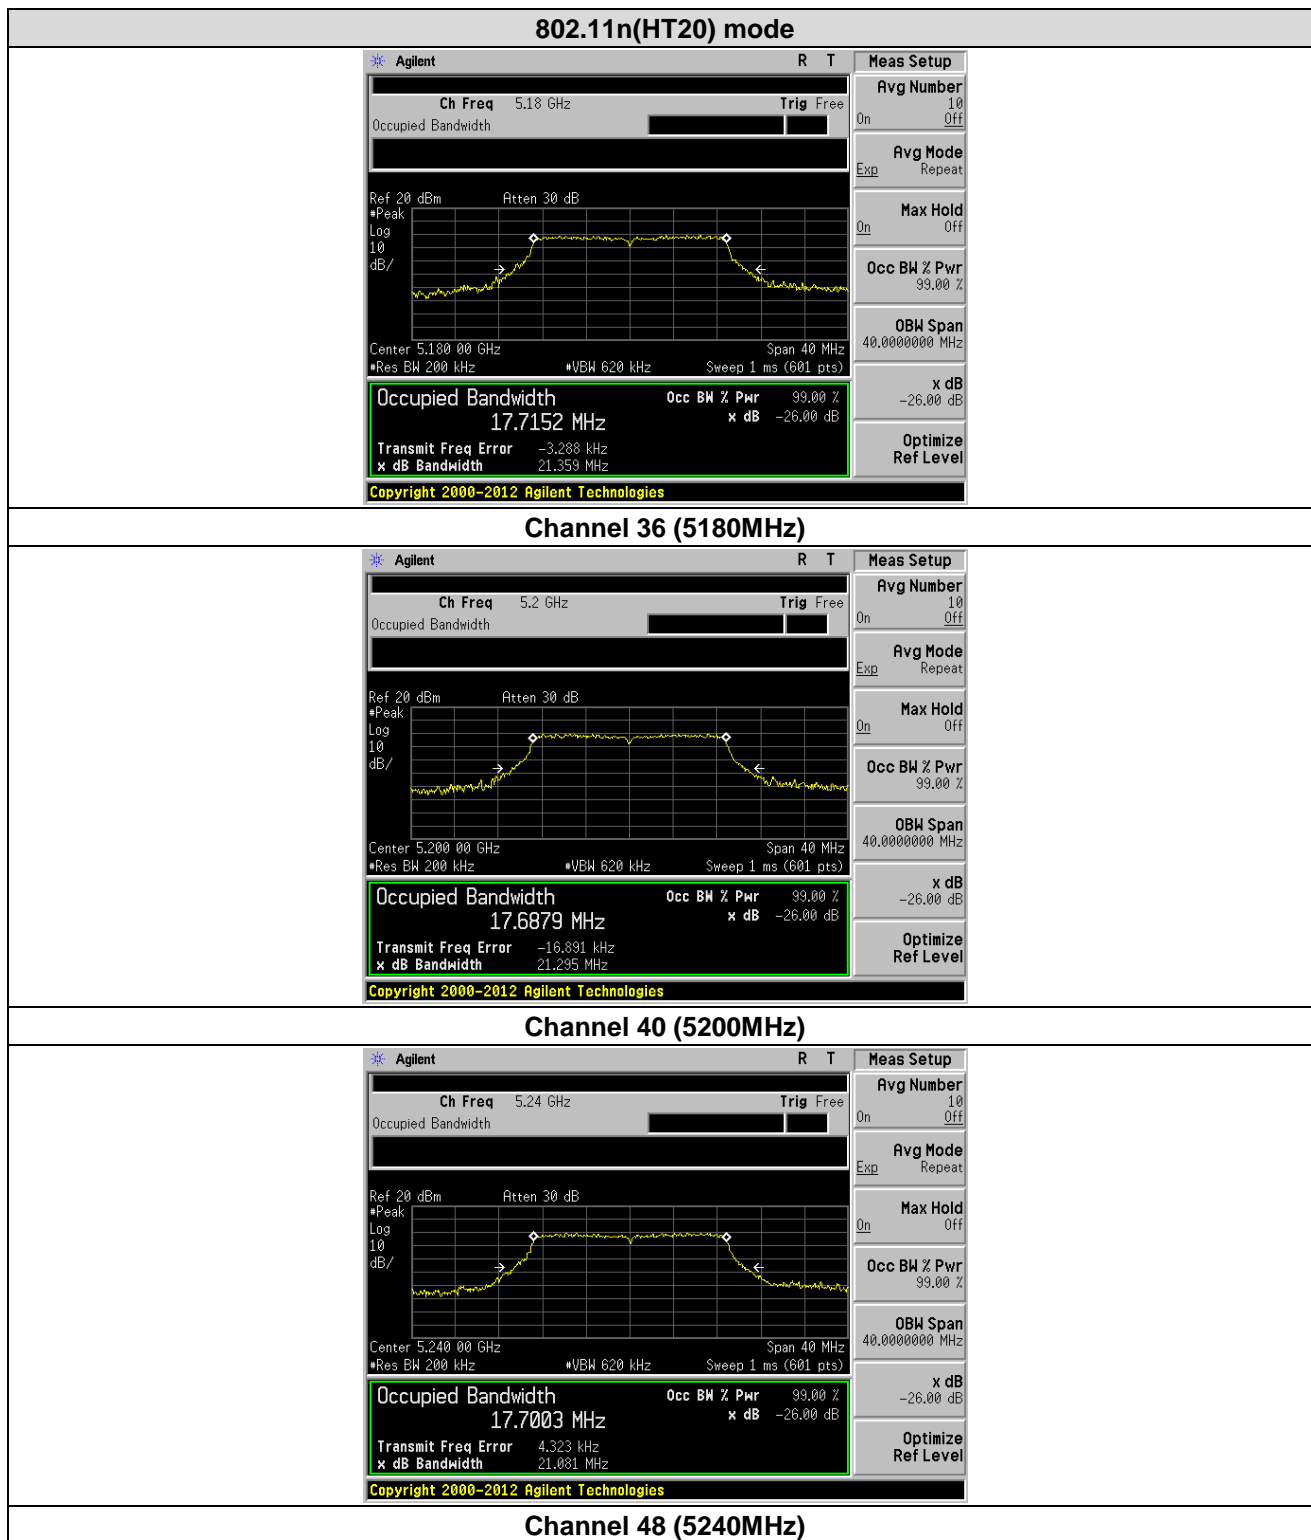 802.11n(HT20) mode
Agilent R T Meas Setup
Ch Freq 5.18 GHz Trig Free
Occupied Bandwidth
Avg Number
10
On Off
Avg Mode
Exp Repeat
Max Hold
On Off
Occ BW % Pwr
99.00 %
OBW Span
40.0000000 MHz
x dB
-26.00 dB
Optimize
Ref Level
Ref 20 dBm Atten 30 dB
#Peak
Log
10
dB/
Center 5.180 00 GHz Span 40 MHz
#Res BW 200 kHz #VBW 620 kHz Sweep 1 ms (601 pts)
Occupied Bandwidth Occ BW % Pwr 99.00 %
17.7152 MHz x dB -26.00 dB
Transmit Freq Error -3.288 kHz
x dB Bandwidth 21.359 MHz
Copyright 2000-2012 Agilent Technologies
Channel 36 (5180MHz)
Agilent R T Meas Setup
Ch Freq 5.2 GHz Trig Free
Occupied Bandwidth
Avg Number
10
On Off
Avg Mode
Exp Repeat
Max Hold
On Off
Occ BW % Pwr
99.00 %
OBW Span
40.0000000 MHz
x dB
-26.00 dB
Optimize
Ref Level
Ref 20 dBm Atten 30 dB
#Peak
Log
10
dB/
Center 5.200 00 GHz Span 40 MHz
#Res BW 200 kHz #VBW 620 kHz Sweep 1 ms (601 pts)
Occupied Bandwidth Occ BW % Pwr 99.00 %
17.6879 MHz x dB -26.00 dB
Transmit Freq Error -16.891 kHz
x dB Bandwidth 21.295 MHz
Copyright 2000-2012 Agilent Technologies
Channel 40 (5200MHz)
Agilent R T Meas Setup
Ch Freq 5.24 GHz Trig Free
Occupied Bandwidth
Avg Number
10
On Off
Avg Mode
Exp Repeat
Max Hold
On Off
Occ BW % Pwr
99.00 %
OBW Span
40.0000000 MHz
x dB
-26.00 dB
Optimize
Ref Level
Ref 20 dBm Atten 30 dB
#Peak
Log
10
dB/
Center 5.240 00 GHz Span 40 MHz
#Res BW 200 kHz #VBW 620 kHz Sweep 1 ms (601 pts)
Occupied Bandwidth Occ BW % Pwr 99.00 %
17.7003 MHz x dB -26.00 dB
Transmit Freq Error 4.323 kHz
x dB Bandwidth 21.081 MHz
Copyright 2000-2012 Agilent Technologies
Channel 48 (5240MHz)